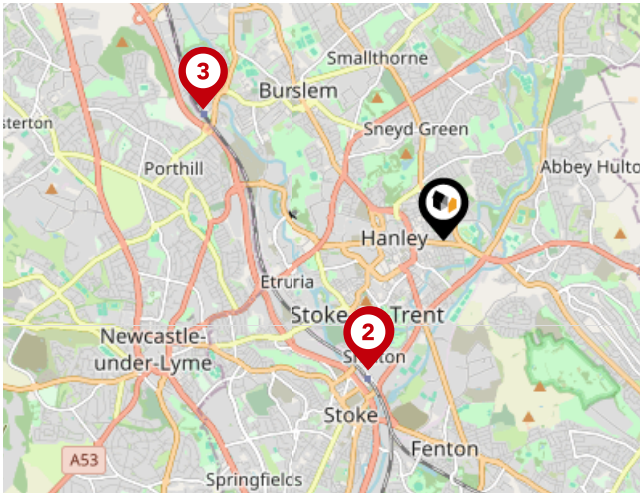 Smallthorne
3
Burslem
sterton
Sneyd Green
Porthill
Abbey Hulto
Hanley
Etruria
Stoke
Trent
2
Newcastle-
under-Lyme
Stoke
Fenton
A53
Springfields